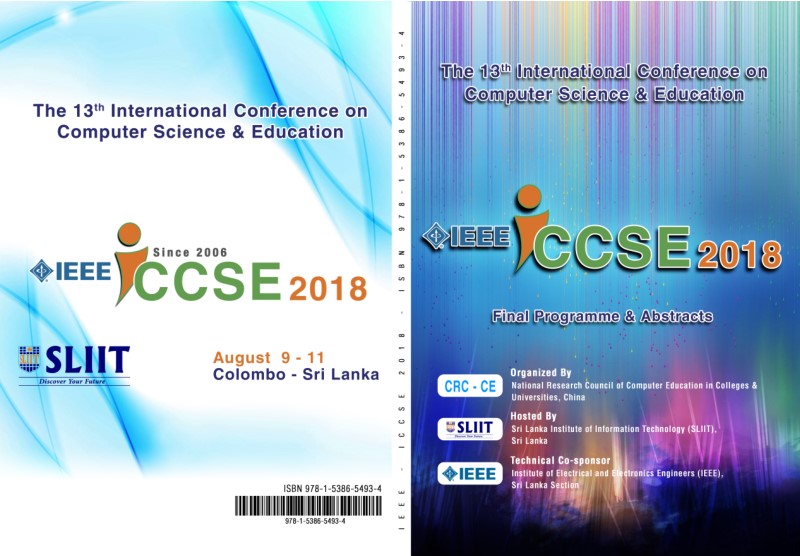 The 13th International Conference on
Computer Science & Education
Since 2006
IEEE iCCSE 2018
SLIIT
Discover Your Future
August 9 - 11
Colombo - Sri Lanka
ISBN 978-1-5386-5493-4
978-1-5386-5493-4
IEEE - ICCSE 2018 - ISBN 978-1-5386-5493-4
The 13th International Conference on
Computer Science & Education
IEEE iCCSE 2018
Final Programme & Abstracts
CRC - CE
Organized By
National Research Council of Computer Education in Colleges &
Universities, China
SLIIT
Discover Your Future
Hosted By
Sri Lanka Institute of Information Technology (SLIIT),
Sri Lanka
IEEE
Technical Co-sponsor
Institute of Electrical and Electronics Engineers (IEEE),
Sri Lanka Section